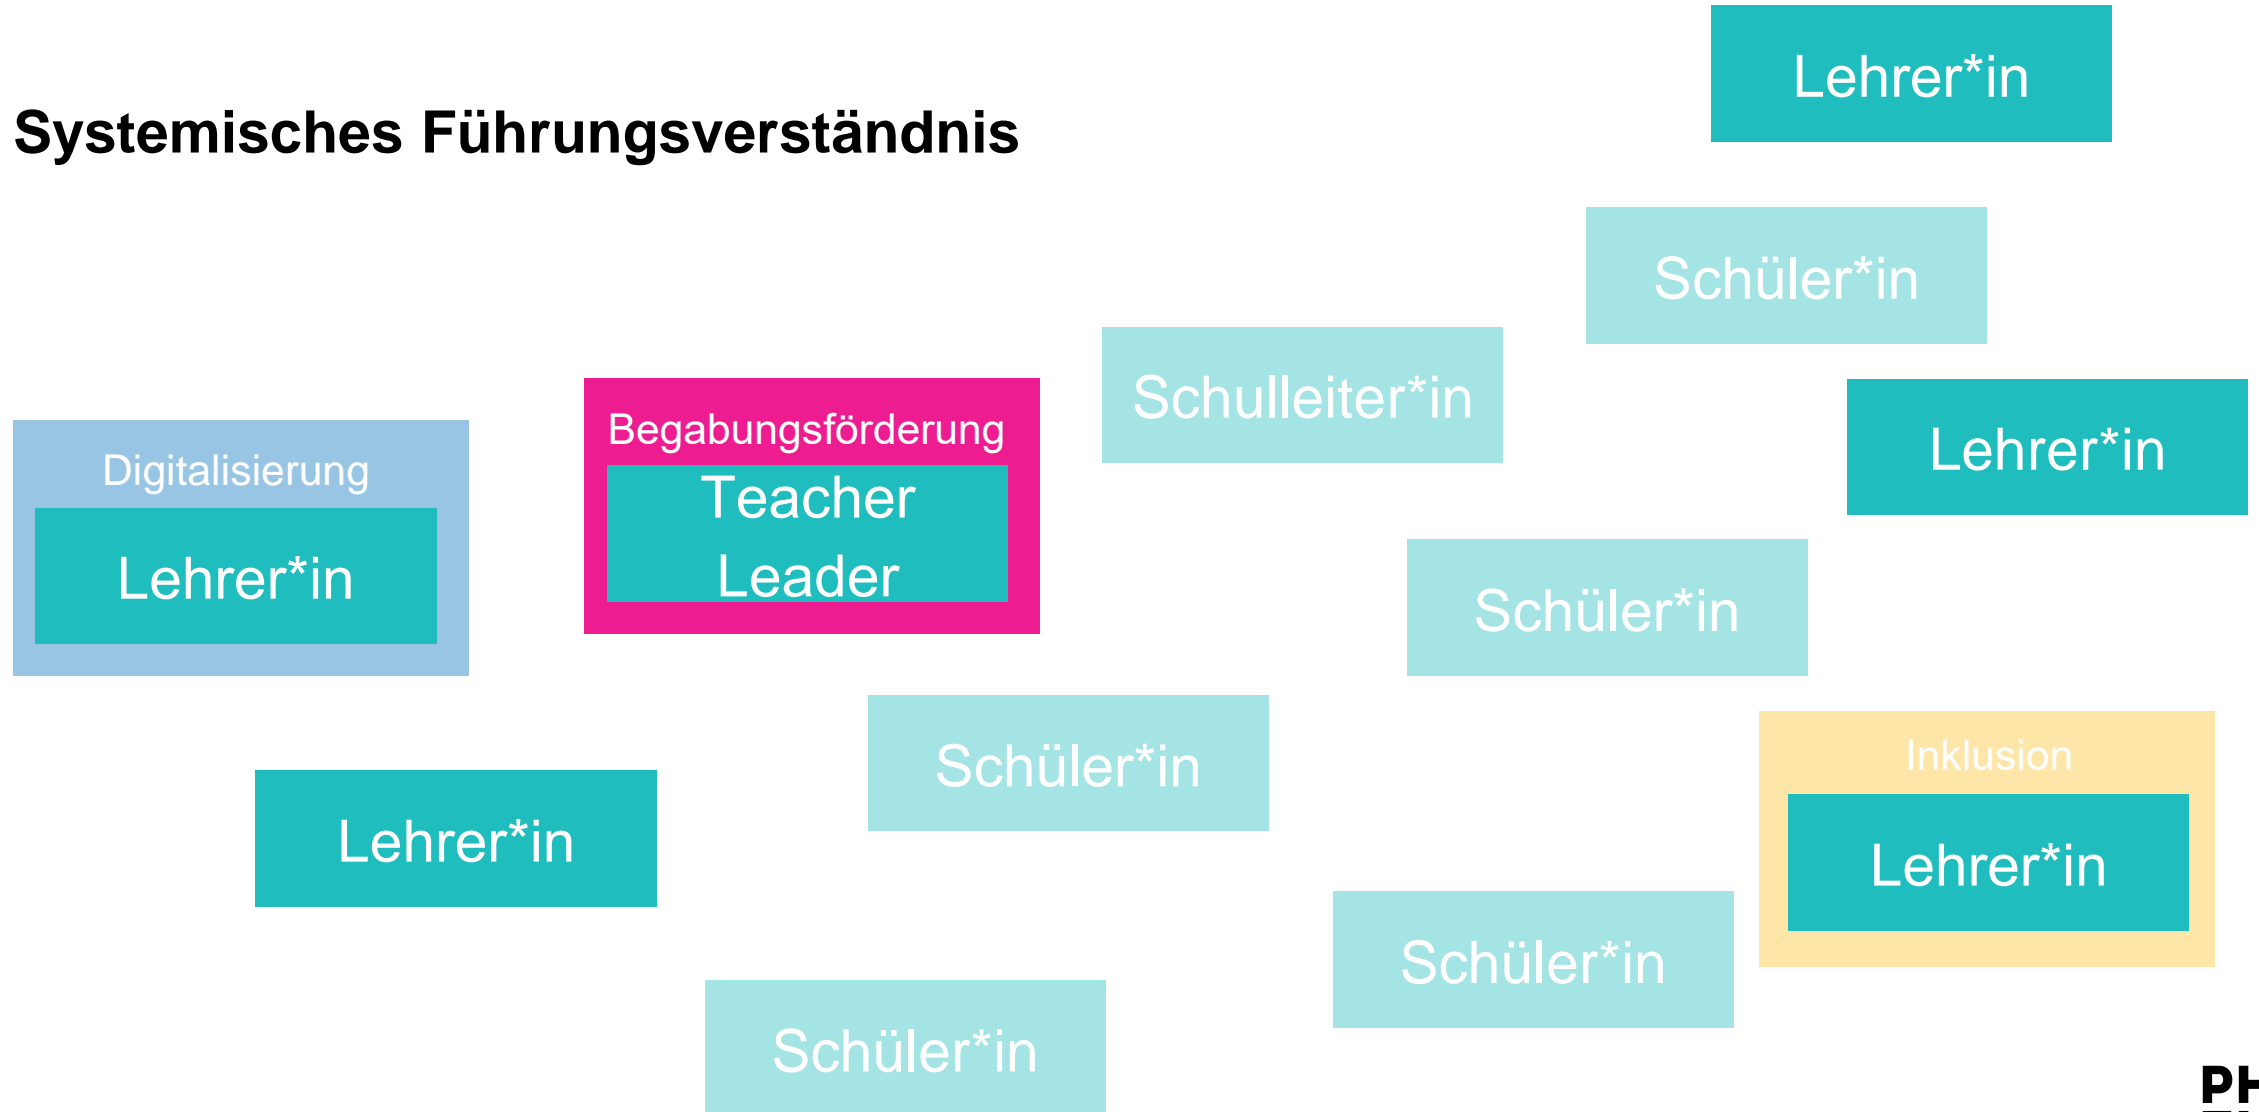 Lehrer*in
Systemisches Führungsverständnis
Schüler*in
Schulleiter*in
Lehrer*in
Begabungsförderung
Teacher
Leader
Digitalisierung
Lehrer*in
Schüler*in
Schüler*in
Inklusion
Lehrer*in
Lehrer*in
Schüler*in
Schüler*in
PH